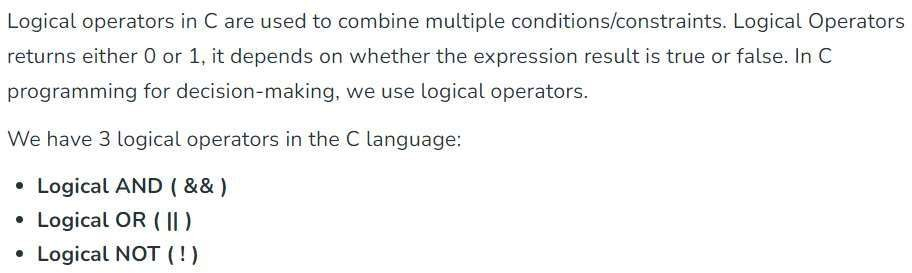 Logical operators in C are used to combine multiple conditions/constraints. Logical Operators
returns either 0 or 1, it depends on whether the expression result is true or false. In C
programming for decision-making, we use logical operators.
We have 3 logical operators in the C language:
• Logical AND ( && )
• Logical OR ( || )
• Logical NOT ( ! )